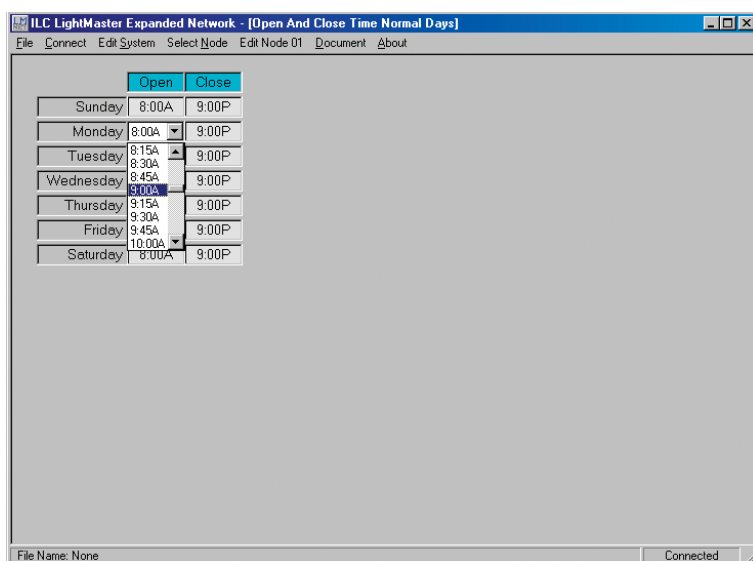 ILC LightMaster Expanded Network - [Open And Close Time Normal Days]
File Connect Edit System Select Node Edit Node 01 Document About
Open Close
Sunday 8:00A 9:00P
Monday 8:00A 9:00P
Tuesday 9:00P
Wednesday 9:00P
Thursday 9:00P
Friday 9:00P
Saturday 8:00A 9:00P
8:15A
8:30A
8:45A
9:00A
9:15A
9:30A
9:45A
10:00A
File Name: None Connected